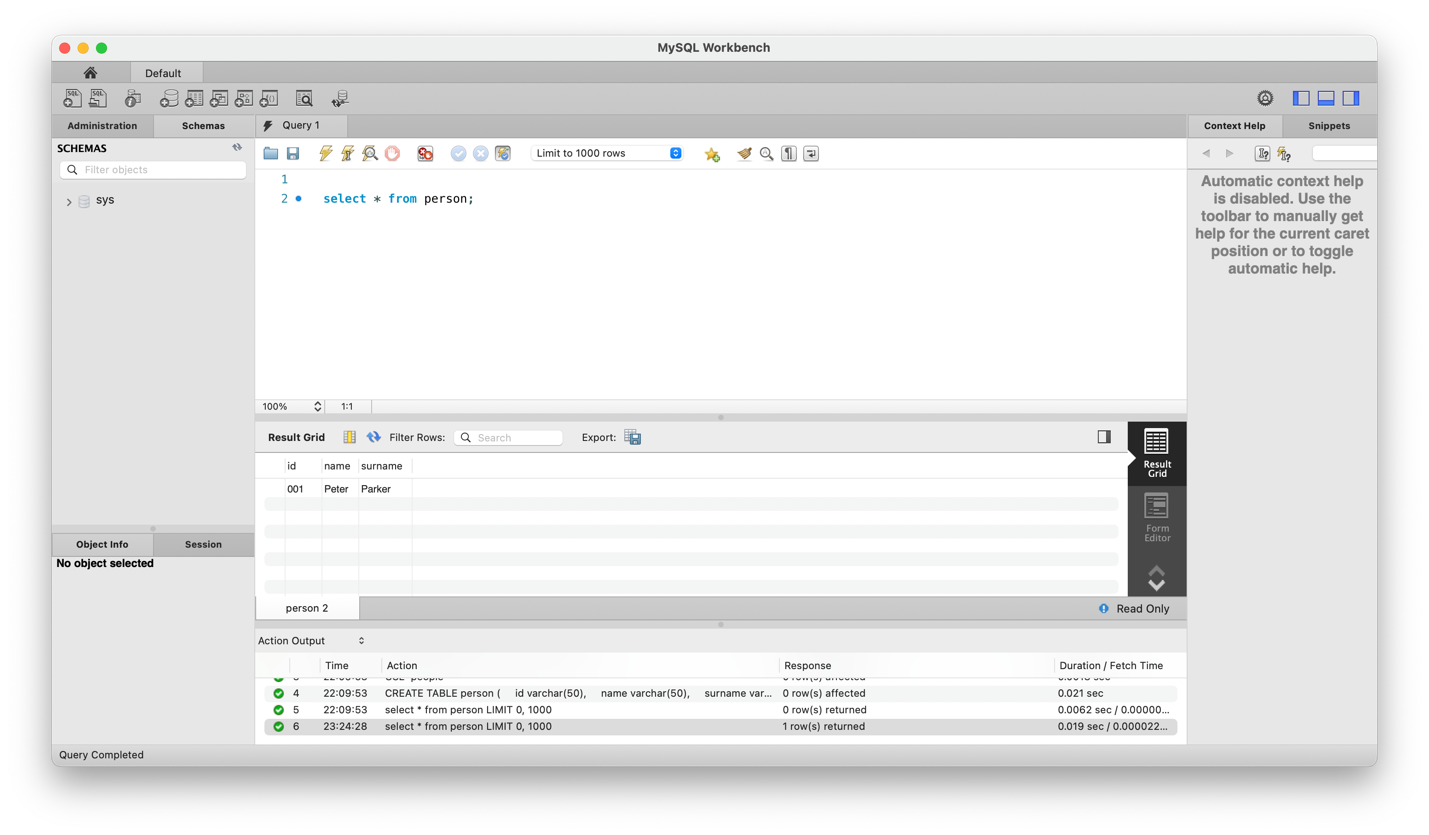 MySQL Workbench
Default
Administration Schemas Query 1 Context Help Snippets
SCHEMAS
Filter objects
sys
Limit to 1000 rows
1
2 select * from person;
Automatic context help
is disabled. Use the
toolbar to manually get
help for the current caret
position or to toggle
automatic help.
100% 1:1
Result Grid Filter Rows: Search Export:
id name surname
001 Peter Parker
Result
Grid
Form
Editor
Object Info Session
No object selected
person 2 Read Only
Action Output
Time Action Response Duration / Fetch Time
4 22:09:53 CREATE TABLE person ( id varchar(50), name varchar(50), surname var... 0 row(s) affected 0.021 sec
5 22:09:53 select * from person LIMIT 0, 1000 0 row(s) returned 0.0062 sec / 0.00000...
6 23:24:28 select * from person LIMIT 0, 1000 1 row(s) returned 0.019 sec / 0.000022...
Query Completed